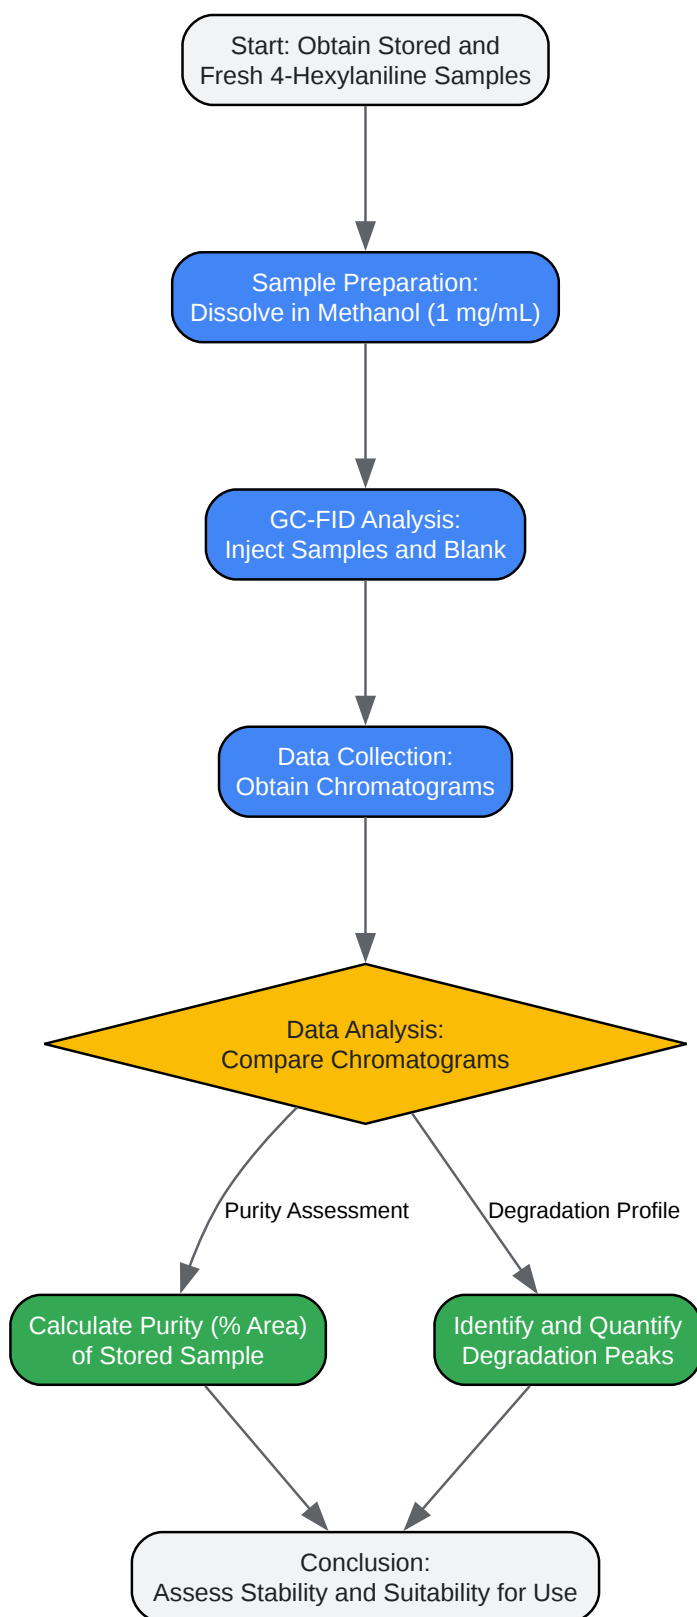 Start: Obtain Stored and
Fresh 4-Hexylaniline Samples
Sample Preparation:
Dissolve in Methanol (1 mg/mL)
GC-FID Analysis:
Inject Samples and Blank
Data Collection:
Obtain Chromatograms
Data Analysis:
Compare Chromatograms
Purity Assessment
Degradation Profile
Calculate Purity (% Area)
of Stored Sample
Identify and Quantify
Degradation Peaks
Conclusion:
Assess Stability and Suitability for Use